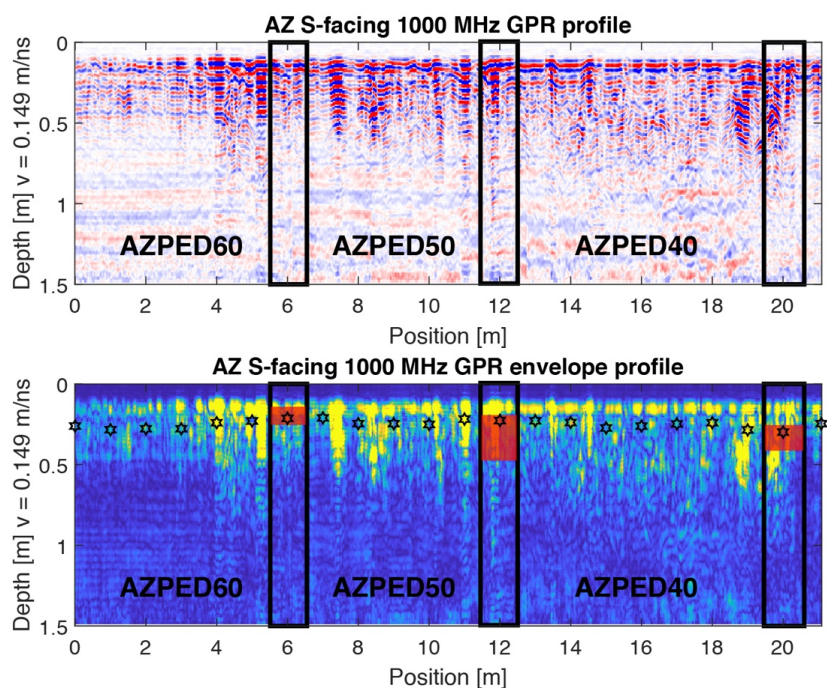 AZ S-facing 1000 MHz GPR profile
Depth [m] v = 0.149 m/ns
0
0.5
1
1.5
AZPED60 AZPED50 AZPED40
0 2 4 6 8 10 12 14 16 18 20
Position [m]
AZ S-facing 1000 MHz GPR envelope profile
Depth [m] v = 0.149 m/ns
0
0.5
1
1.5
AZPED60 AZPED50 AZPED40
0 2 4 6 8 10 12 14 16 18 20
Position [m]